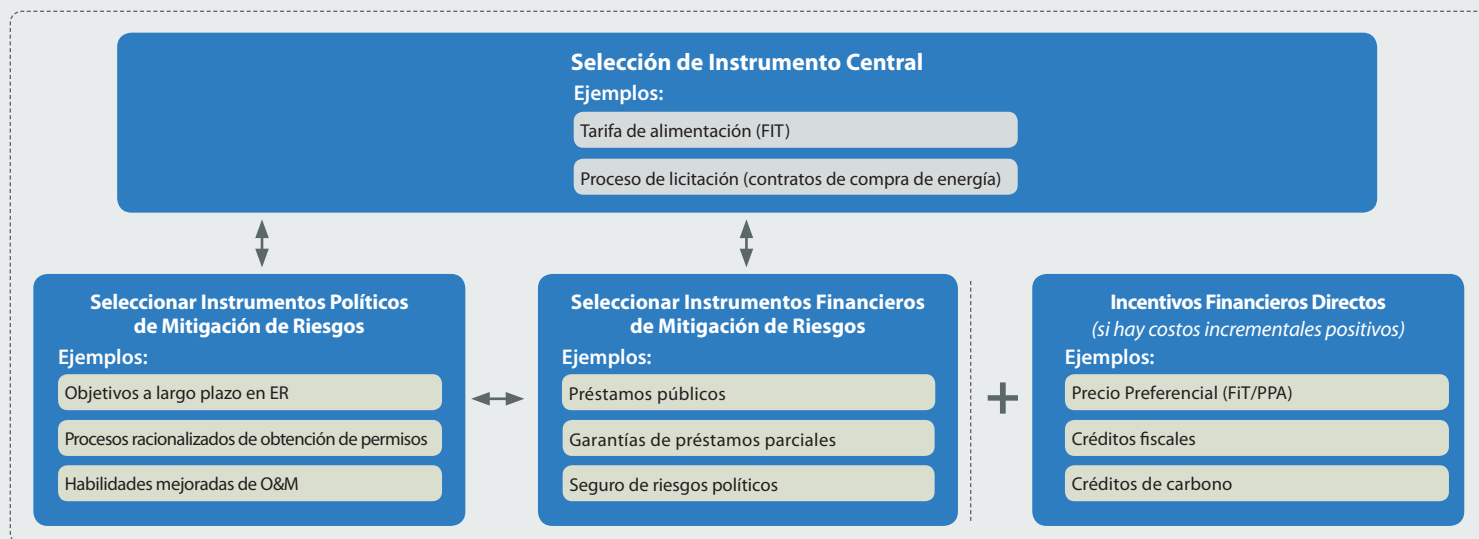 Selección de Instrumento Central
Ejemplos:
Tarifa de alimentación (FIT)
Proceso de licitación (contratos de compra de energía)
Seleccionar Instrumentos Políticos
de Mitigación de Riesgos
Ejemplos:
Objetivos a largo plazo en ER
Procesos racionalizados de obtención de permisos
Habilidades mejoradas de O&M
Seleccionar Instrumentos Financieros
de Mitigación de Riesgos
Ejemplos:
Préstamos públicos
Garantías de préstamos parciales
Seguro de riesgos políticos
+
Incentivos Financieros Directos
(si hay costos incrementales positivos)
Ejemplos:
Precio Preferencial (FiT/PPA)
Créditos fiscales
Créditos de carbono